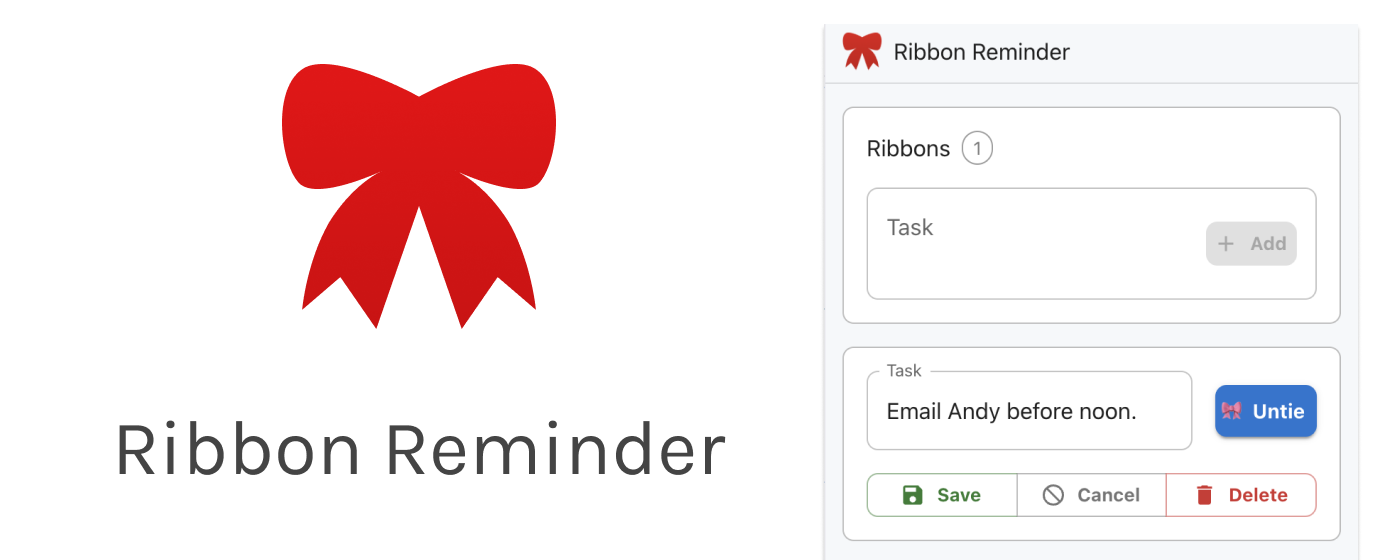 Ribbon Reminder
Ribbon Reminder
Ribbons 1
Task
+ Add
Task
Email Andy before noon.
Untie
Save
Cancel
Delete